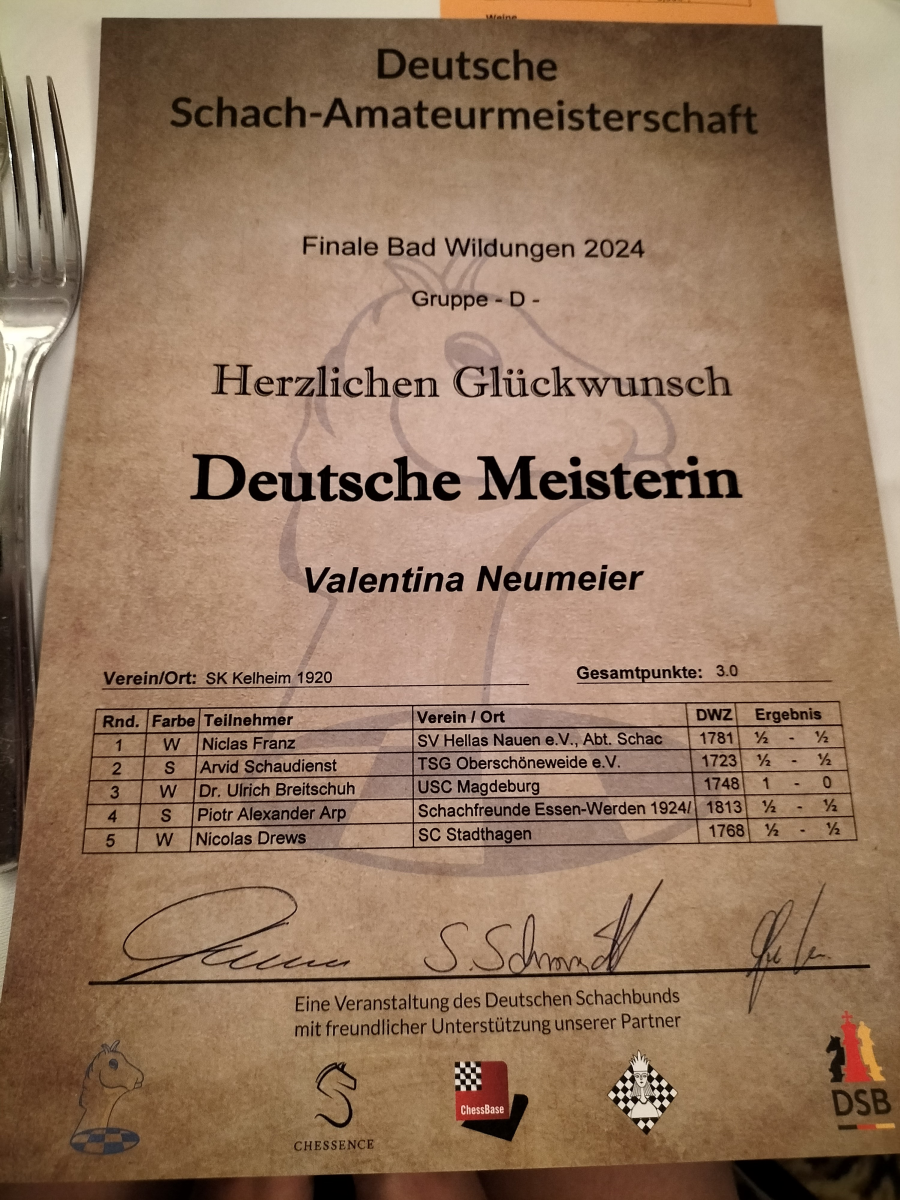 Weine
Deutsche
Schach-Amateurmeisterschaft
Finale Bad Wildungen 2024
Gruppe - D -
Herzlichen Glückwunsch
Deutsche Meisterin
Valentina Neumeier
Verein/Ort: SK Kelheim 1920 Gesamtpunkte: 3.0
Rnd. Farbe Teilnehmer Verein / Ort DWZ Ergebnis
1 W Niclas Franz SV Hellas Nauen e.V., Abt. Schac 1781 ½ - ½
2 S Arvid Schaudienst TSG Oberschöneweide e.V. 1723 ½ - ½
3 W Dr. Ulrich Breitschuh USC Magdeburg 1748 1 - 0
4 S Piotr Alexander Arp Schachfreunde Essen-Werden 1924/ 1813 ½ - ½
5 W Nicolas Drews SC Stadthagen 1768 ½ - ½
S. Schmidt
Eine Veranstaltung des Deutschen Schachbunds
mit freundlicher Unterstützung unserer Partner
CHESSENCE
ChessBase
DSB